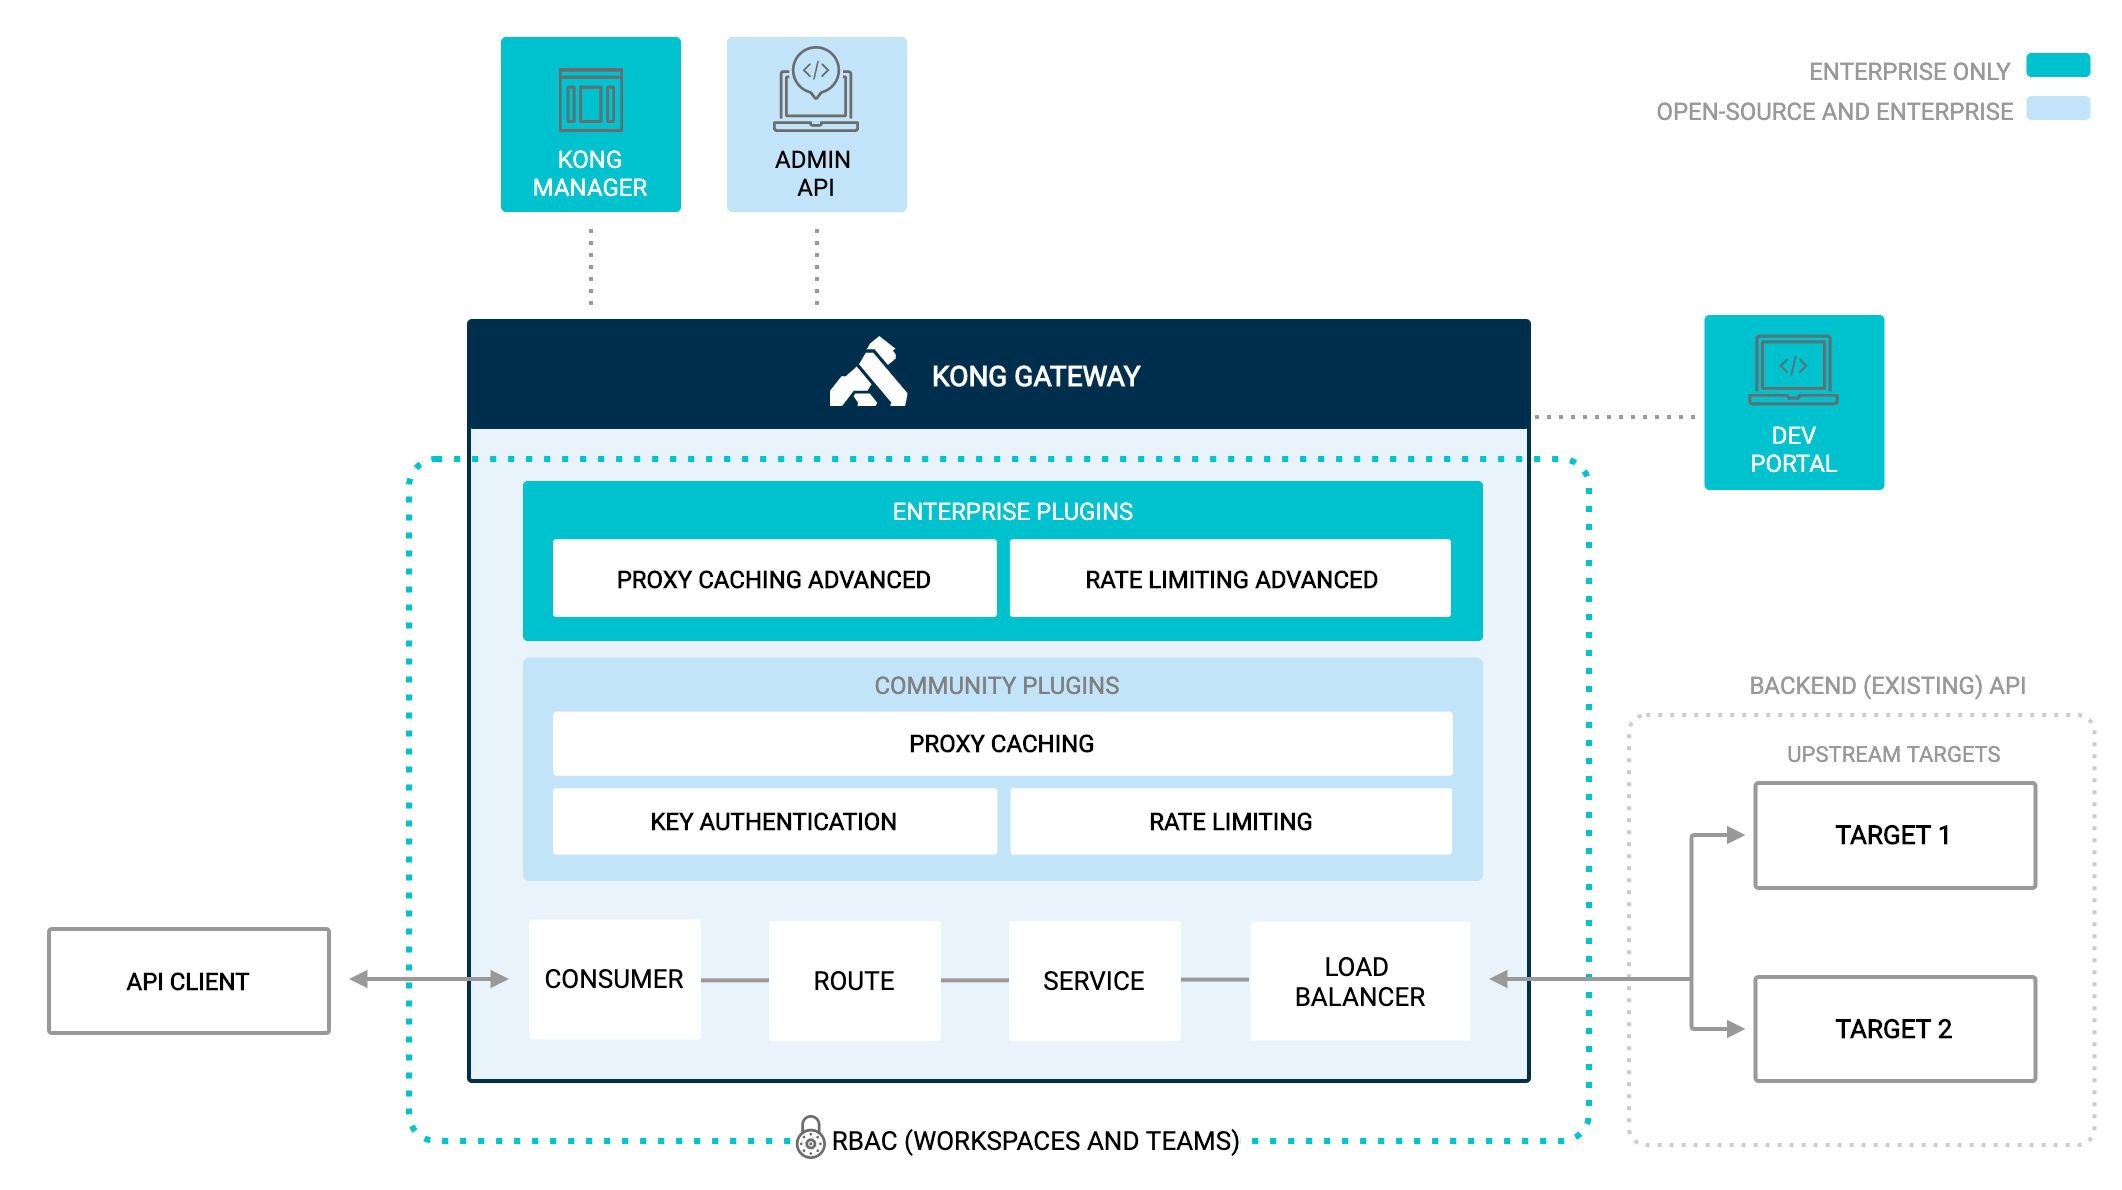 KONG
MANAGER
ADMIN
API
ENTERPRISE ONLY
OPEN-SOURCE AND ENTERPRISE
KONG GATEWAY
DEV
PORTAL
ENTERPRISE PLUGINS
PROXY CACHING ADVANCED
RATE LIMITING ADVANCED
COMMUNITY PLUGINS
PROXY CACHING
KEY AUTHENTICATION
RATE LIMITING
BACKEND (EXISTING) API
UPSTREAM TARGETS
TARGET 1
TARGET 2
API CLIENT
CONSUMER
ROUTE
SERVICE
LOAD
BALANCER
RBAC (WORKSPACES AND TEAMS)